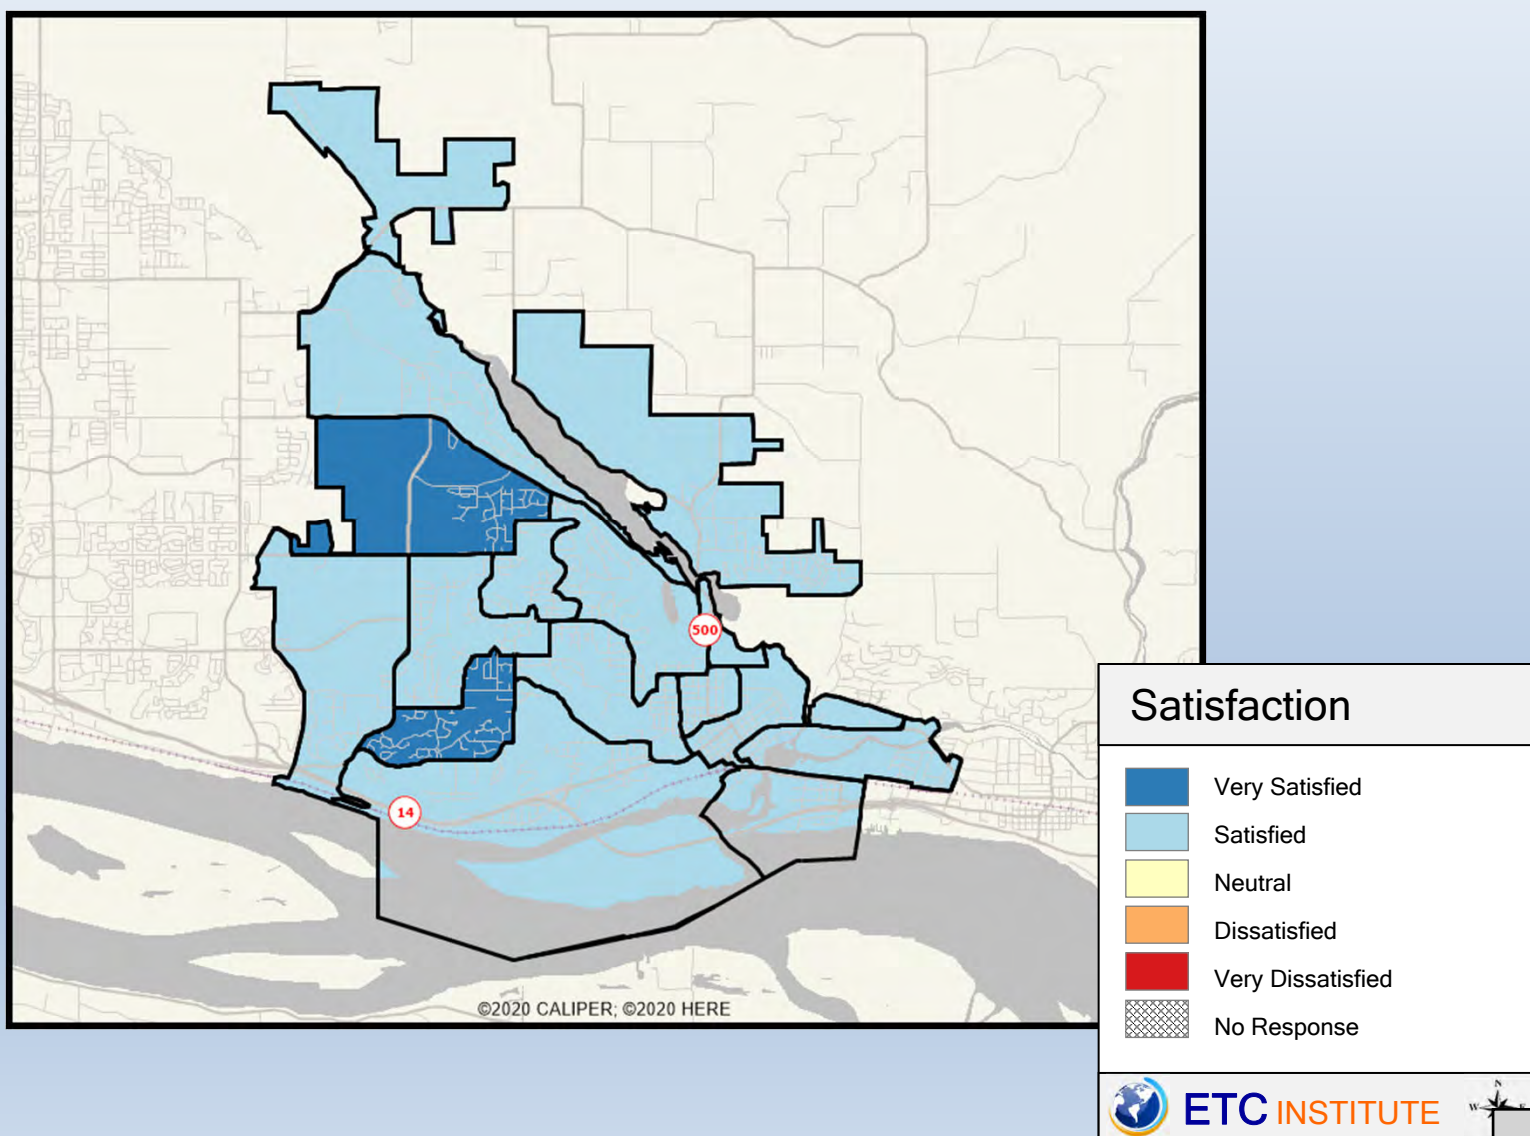 500
14
©2020 CALIPER; ©2020 HERE
Satisfaction
Very Satisfied
Satisfied
Neutral
Dissatisfied
Very Dissatisfied
No Response
ETC INSTITUTE
N
W E